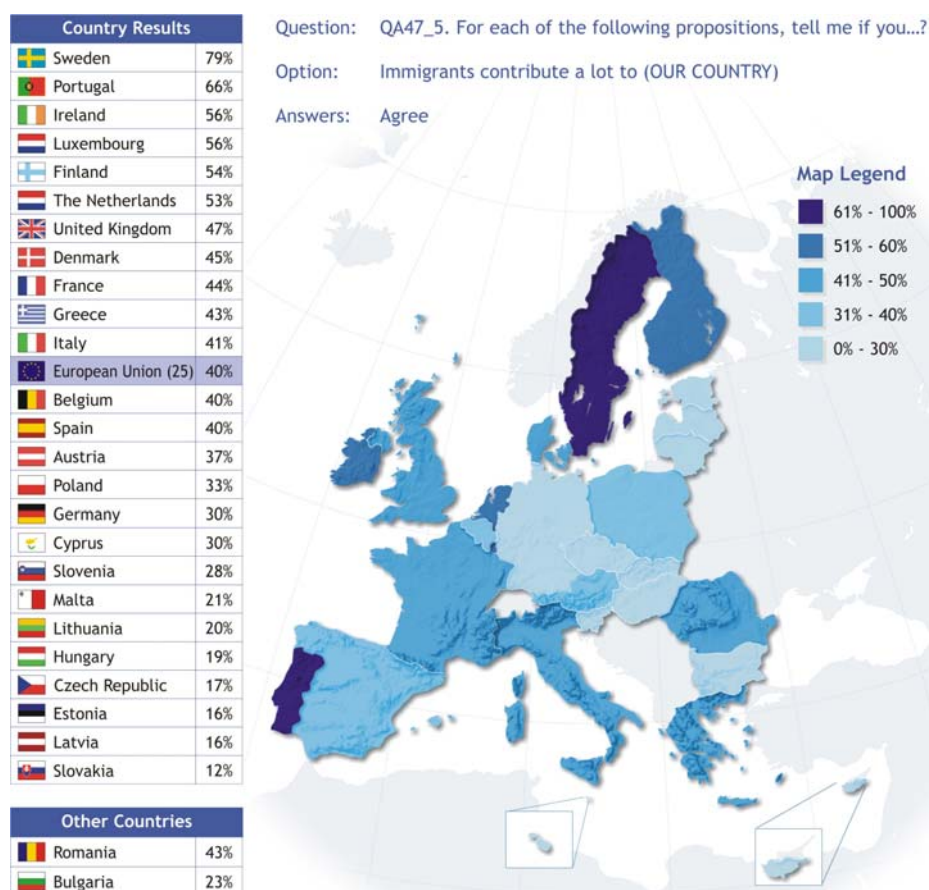 Country Results
Sweden 79%
Portugal 66%
Ireland 56%
Luxembourg 56%
Finland 54%
The Netherlands 53%
United Kingdom 47%
Denmark 45%
France 44%
Greece 43%
Italy 41%
European Union (25) 40%
Belgium 40%
Spain 40%
Austria 37%
Poland 33%
Germany 30%
Cyprus 30%
Slovenia 28%
Malta 21%
Lithuania 20%
Hungary 19%
Czech Republic 17%
Estonia 16%
Latvia 16%
Slovakia 12%
Other Countries
Romania 43%
Bulgaria 23%
Question: QA47_5. For each of the following propositions, tell me if you...?
Option: Immigrants contribute a lot to (OUR COUNTRY)
Answers: Agree
Map Legend
61% - 100%
51% - 60%
41% - 50%
31% - 40%
0% - 30%